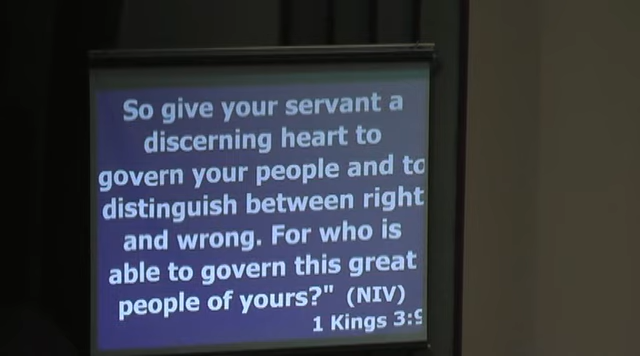 So give your servant a
discerning heart to
govern your people and to
distinguish between right
and wrong. For who is
able to govern this great
people of yours?" (NIV)
1 Kings 3:9